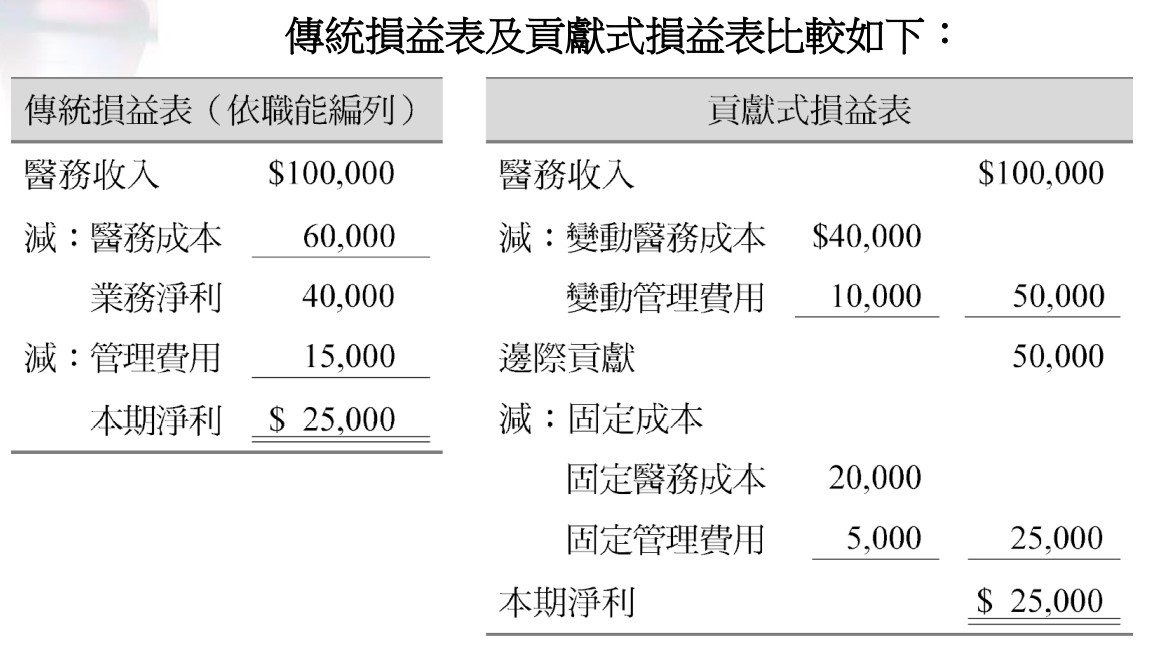 傳統損益表及貢獻式損益表比較如下：
傳統損益表（依職能編列）
醫務收入 $100,000
減：醫務成本 60,000
業務淨利 40,000
減：管理費用 15,000
本期淨利 $ 25,000
貢獻式損益表
醫務收入 $100,000
減：變動醫務成本 $40,000
變動管理費用 10,000 50,000
邊際貢獻 50,000
減：固定成本
固定醫務成本 20,000
固定管理費用 5,000 25,000
本期淨利 $ 25,000